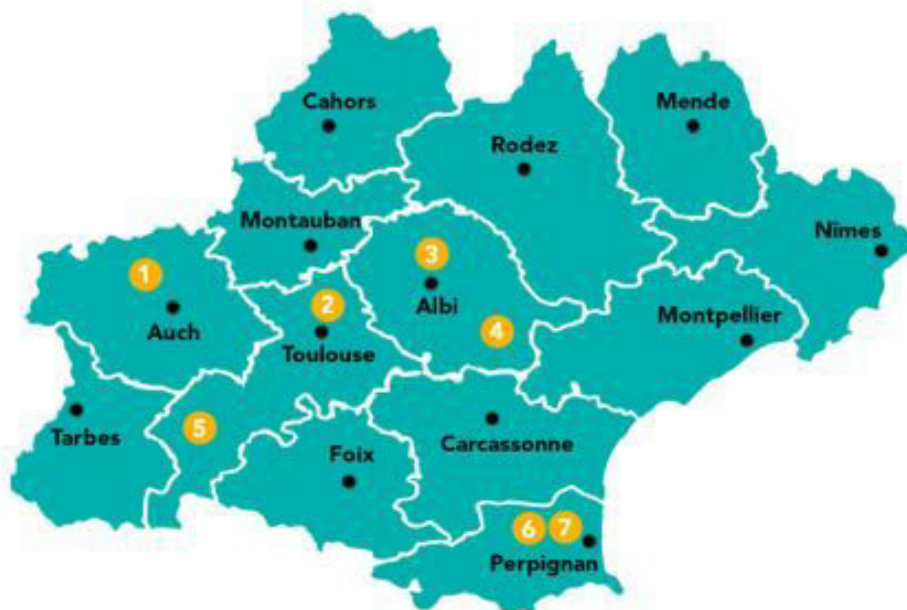 Cahors
Mende
Rodez
Montauban
Nîmes
3
1
2
Albi
Auch
Montpellier
4
Toulouse
5
Tarbes
Carcassonne
Foix
6 7
Perpignan